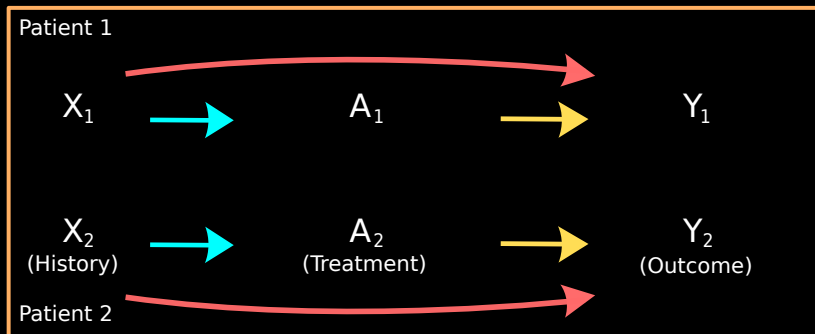 Patient 1
X₁ A₁ Y₁
X₂ A₂ Y₂
(History) (Treatment) (Outcome)
Patient 2